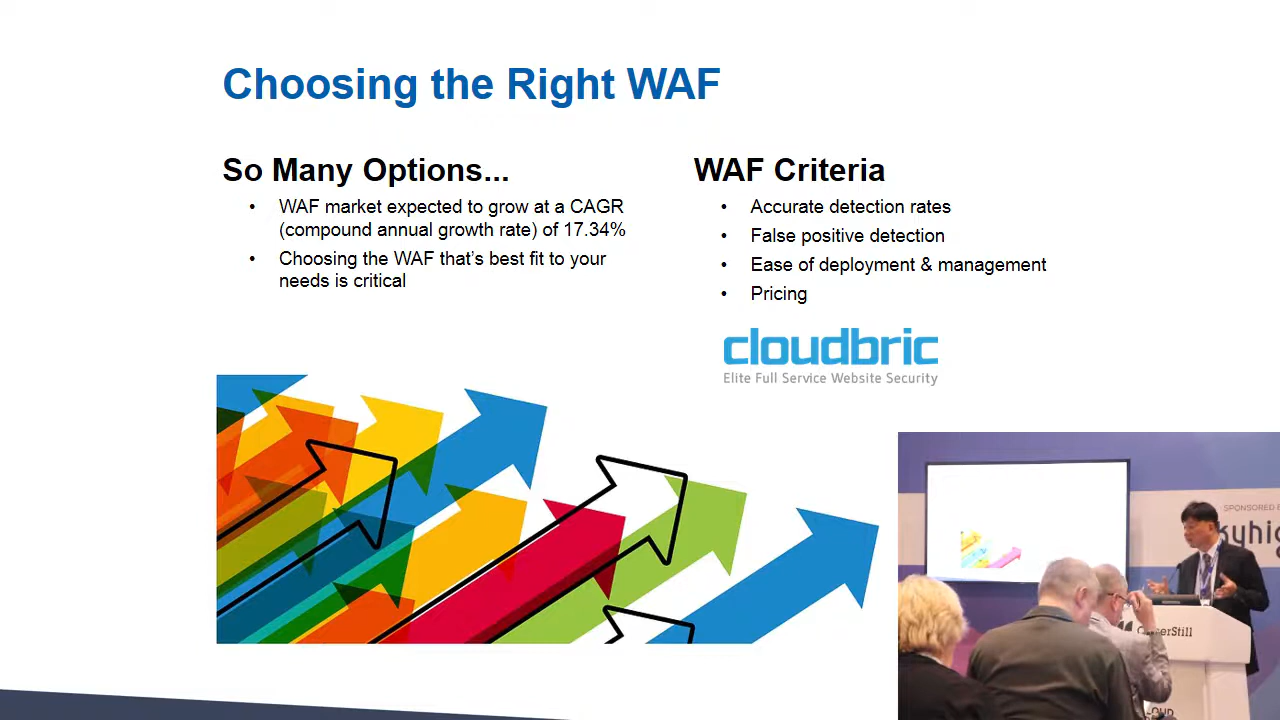 Choosing the Right WAF
So Many Options...
• WAF market expected to grow at a CAGR
(compound annual growth rate) of 17.34%
• Choosing the WAF that's best fit to your
needs is critical
WAF Criteria
• Accurate detection rates
• False positive detection
• Ease of deployment & management
• Pricing
cloudbric
Elite Full Service Website Security
SPONSORED